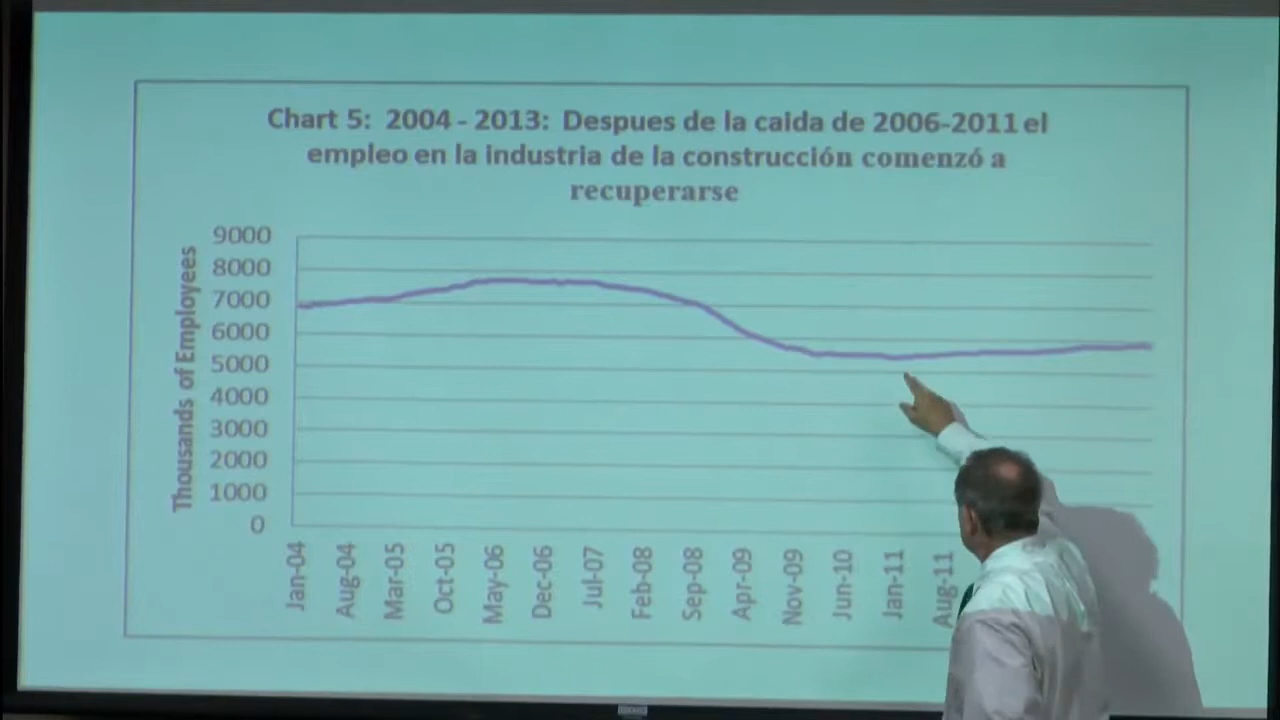 Chart 5: 2004 - 2013: Despues de la caida de 2006-2011 el
empleo en la industria de la construcción comenzó a
recuperarse
Thousands of Employees
9000
8000
7000
6000
5000
4000
3000
2000
1000
0
Jan-04
Aug-04
Mar-05
Oct-05
May-06
Dec-06
Jul-07
Feb-08
Sep-08
Apr-09
Nov-09
Jun-10
Jan-11
Aug-11